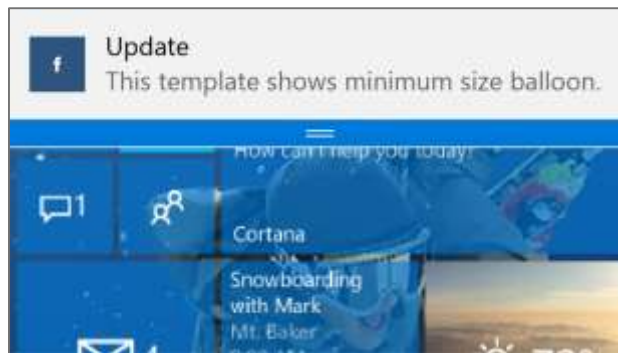 f
Update
This template shows minimum size balloon.
How can I help you today?
1
Cortana
Snowboarding
with Mark
Mt. Baker